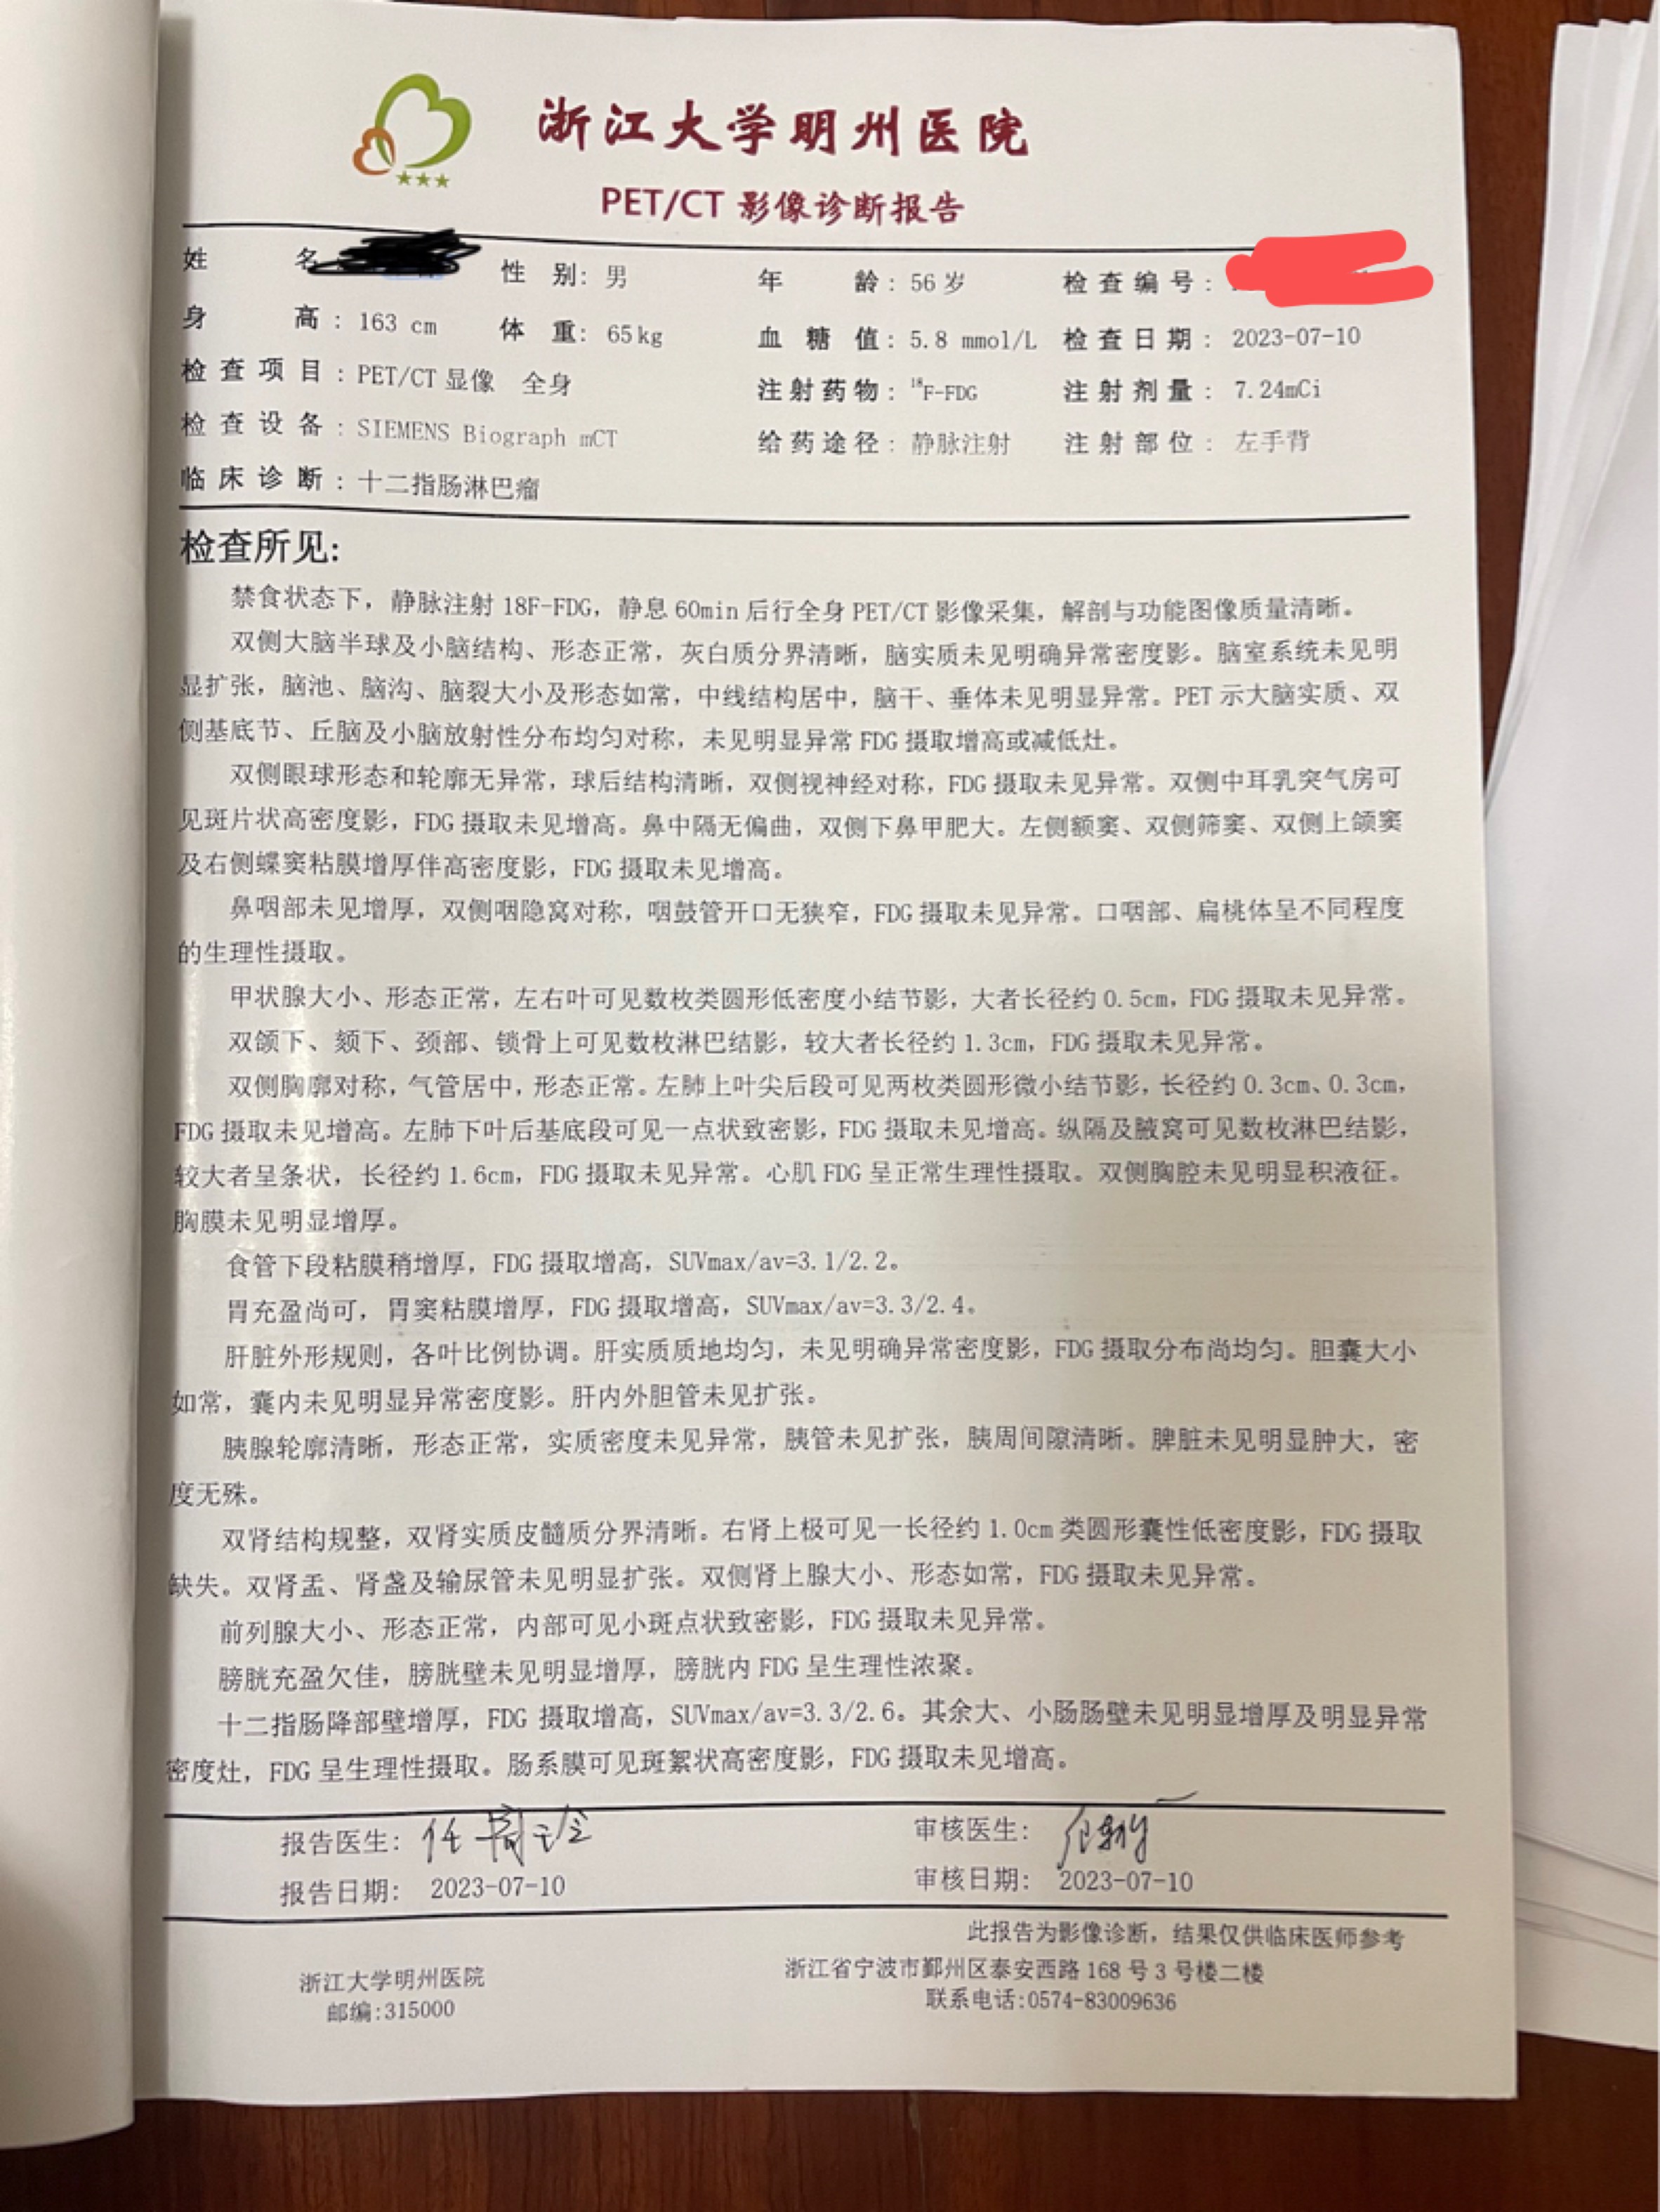 浙江大学明州医院
PET/CT 影像诊断报告
姓 名: 性 别: 男 年 龄: 56 岁 检查编号:
身 高: 163 cm 体 重: 65kg 血糖值: 5.8 mmol/L 检查日期: 2023-07-10
检查项目: PET/CT 显像 全身 注射药物: 18F-FDG 注射剂量: 7.24mCi
检查设备: SIEMENS Biograph mCT 给药途径: 静脉注射 注射部位: 左手背
临床诊断: 十二指肠淋巴瘤
检查所见:
禁食状态下，静脉注射 18F-FDG，静息 60min 后行全身 PET/CT 影像采集，解剖与功能图像质量清晰。
双侧大脑半球及小脑结构、形态正常，灰白质分界清晰，脑实质未见明确异常密度影。脑室系统未见明
显扩张，脑池、脑沟、脑裂大小及形态如常，中线结构居中，脑干、垂体未见明显异常。PET 示大脑实质、双
侧基底节、丘脑及小脑放射性分布均匀对称，未见明显异常 FDG 摄取增高或减低灶。
双侧眼球形态和轮廓无异常，球后结构清晰，双侧视神经对称，FDG 摄取未见异常。双侧中耳乳突气房可
见斑片状高密度影，FDG 摄取未见增高。鼻中隔无偏曲，双侧下鼻甲肥大。左侧额窦、双侧筛窦、双侧上颌窦
及右侧蝶窦粘膜增厚伴高密度影，FDG 摄取未见增高。
鼻咽部未见增厚，双侧咽隐窝对称，咽鼓管开口无狭窄，FDG 摄取未见异常。口咽部、扁桃体呈不同程度
的生理性摄取。
甲状腺大小、形态正常，左右叶可见数枚类圆形低密度小结节影，大者长径约 0.5cm，FDG 摄取未见异常。
双颌下、颏下、颈部、锁骨上可见数枚淋巴结影，较大者长径约 1.3cm，FDG 摄取未见异常。
双侧胸廓对称，气管居中，形态正常。左肺上叶尖后段可见两枚类圆形微小结节影，长径约 0.3cm、0.3cm，
FDG 摄取未见增高。左肺下叶后基底段可见一点状致密影，FDG 摄取未见增高。纵隔及腋窝可见数枚淋巴结影，
较大者呈条状，长径约 1.6cm，FDG 摄取未见异常。心肌 FDG 呈正常生理性摄取。双侧胸腔未见明显积液征。
胸膜未见明显增厚。
食管下段粘膜稍增厚，FDG 摄取增高，SUVmax/av=3.1/2.2。
胃充盈尚可，胃窦粘膜增厚，FDG 摄取增高，SUVmax/av=3.3/2.4。
肝脏外形规则，各叶比例协调。肝实质质地均匀，未见明确异常密度影，FDG 摄取分布尚均匀。胆囊大小
如常，囊内未见明显异常密度影。肝内外胆管未见扩张。
胰腺轮廓清晰，形态正常，实质密度未见异常，胰管未见扩张，胰周间隙清晰。脾脏未见明显肿大，密
度无殊。
双肾结构规整，双肾实质皮髓质分界清晰。右肾上极可见一长径约 1.0cm 类圆形囊性低密度影，FDG 摄取
缺失。双肾盂、肾盏及输尿管未见明显扩张。双侧肾上腺大小、形态如常，FDG 摄取未见异常。
前列腺大小、形态正常，内部可见小斑点状致密影，FDG 摄取未见异常。
膀胱充盈欠佳，膀胱壁未见明显增厚，膀胱内 FDG 呈生理性浓聚。
十二指肠降部壁增厚，FDG 摄取增高，SUVmax/av=3.3/2.6。其余大、小肠肠壁未见明显增厚及明显异常
密度灶，FDG 呈生理性摄取。肠系膜可见斑絮状高密度影，FDG 摄取未见增高。
报告医生: 审核医生:
报告日期: 2023-07-10 审核日期: 2023-07-10
此报告为影像诊断，结果仅供临床医师参考
浙江大学明州医院 浙江省宁波市鄞州区泰安西路 168 号 3 号楼二楼
邮编:315000 联系电话:0574-83009636